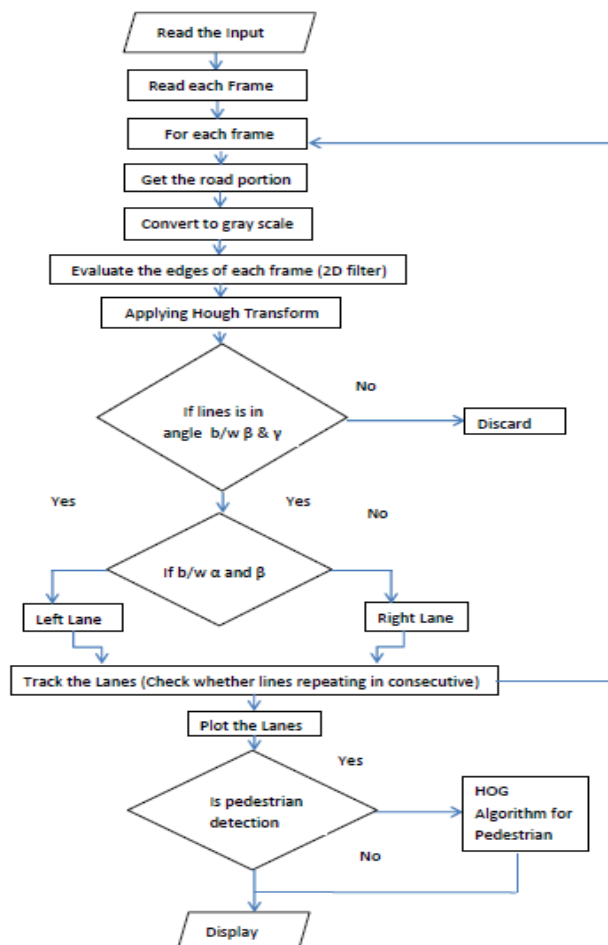 Read the Input
Read each Frame
For each frame
Get the road portion
Convert to gray scale
Evaluate the edges of each frame (2D filter)
Applying Hough Transform
No
If lines is in
angle b/w β & γ
Discard
Yes
Yes
No
If b/w α and β
Left Lane
Right Lane
Track the Lanes (Check whether lines repeating in consecutive)
Plot the Lanes
Yes
Is pedestrian
detection
HOG
Algorithm for
Pedestrian
No
Display